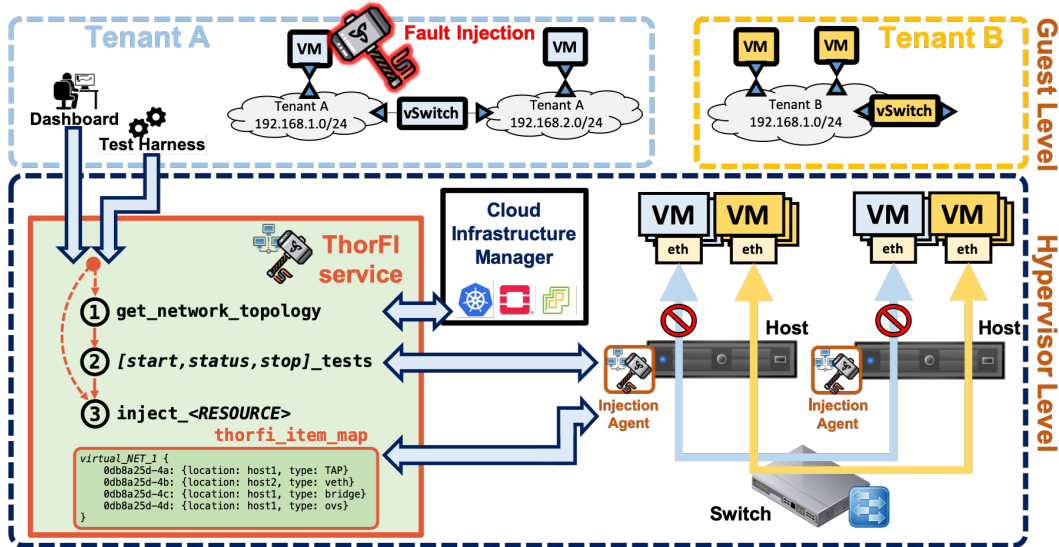 Tenant A
VM
Fault Injection
VM
Tenant A
192.168.1.0/24
vSwitch
Tenant A
192.168.2.0/24
VM
VM
Tenant B
Tenant B
192.168.1.0/24
vSwitch
Guest Level
Dashboard
Test Harness
ThorFI
service
1 get_network_topology
2 [start,status,stop]_tests
3 inject_<RESOURCE>
thorfi_item_map
virtual_NET_1 {
0db8a25d-4a: {location: host1, type: TAP}
0db8a25d-4b: {location: host2, type: veth}
0db8a25d-4c: {location: host1, type: bridge}
0db8a25d-4d: {location: host1, type: ovs}
}
Cloud
Infrastructure
Manager
VM
VM
eth
eth
VM
VM
eth
eth
Host
Host
Injection
Agent
Injection
Agent
Switch
Hypervisor Level